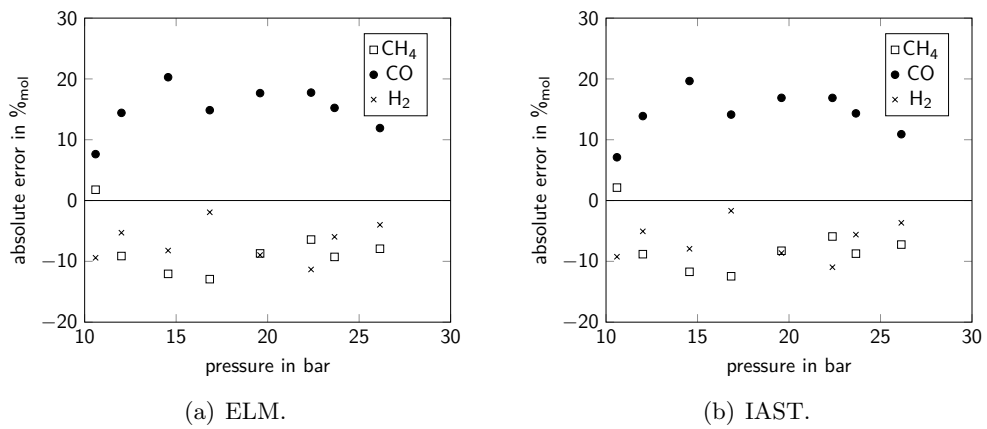 30
20
10
0
−10
−20
10
15
20
25
30
pressure in bar
absolute error in %mol
CH4
CO
H2
(a) ELM.
30
20
10
0
−10
−20
10
15
20
25
30
pressure in bar
absolute error in %mol
CH4
CO
H2
(b) IAST.